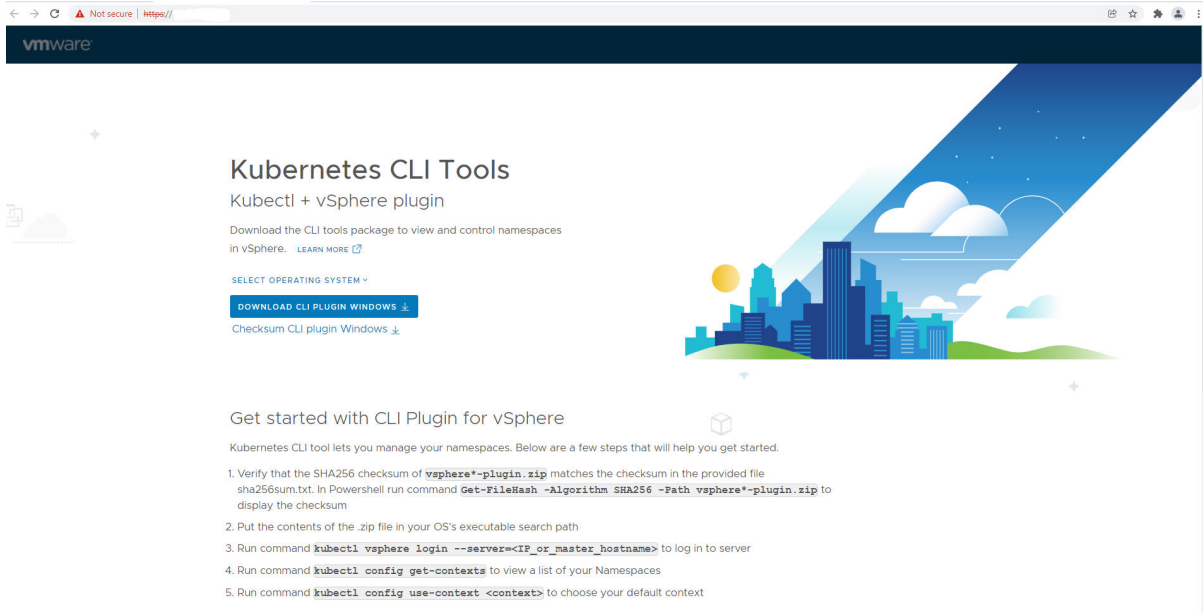 Not secure | https://
vmware
Kubernetes CLI Tools
Kubectl + vSphere plugin
Download the CLI tools package to view and control namespaces
in vSphere. LEARN MORE
SELECT OPERATING SYSTEM
DOWNLOAD CLI PLUGIN WINDOWS
Checksum CLI plugin Windows
Get started with CLI Plugin for vSphere
Kubernetes CLI tool lets you manage your namespaces. Below are a few steps that will help you get started.
1. Verify that the SHA256 checksum of vsphere*-plugin.zip matches the checksum in the provided file
sha256sum.txt. In Powershell run command Get-FileHash -Algorithm SHA256 -Path vsphere*-plugin.zip to
display the checksum
2. Put the contents of the .zip file in your OS's executable search path
3. Run command kubectl vsphere login --server=<IP_or_master_hostname> to log in to server
4. Run command kubectl config get-contexts to view a list of your Namespaces
5. Run command kubectl config use-context <context> to choose your default context